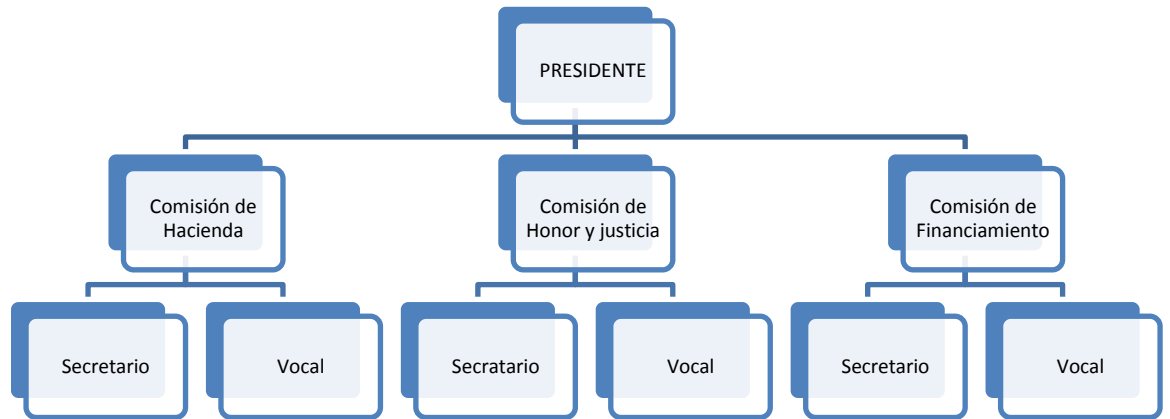 PRESIDENTE
Comisión de
Hacienda
Comisión de
Honor y justicia
Comisión de
Financiamiento
Secretario
Vocal
Secratario
Vocal
Secretario
Vocal